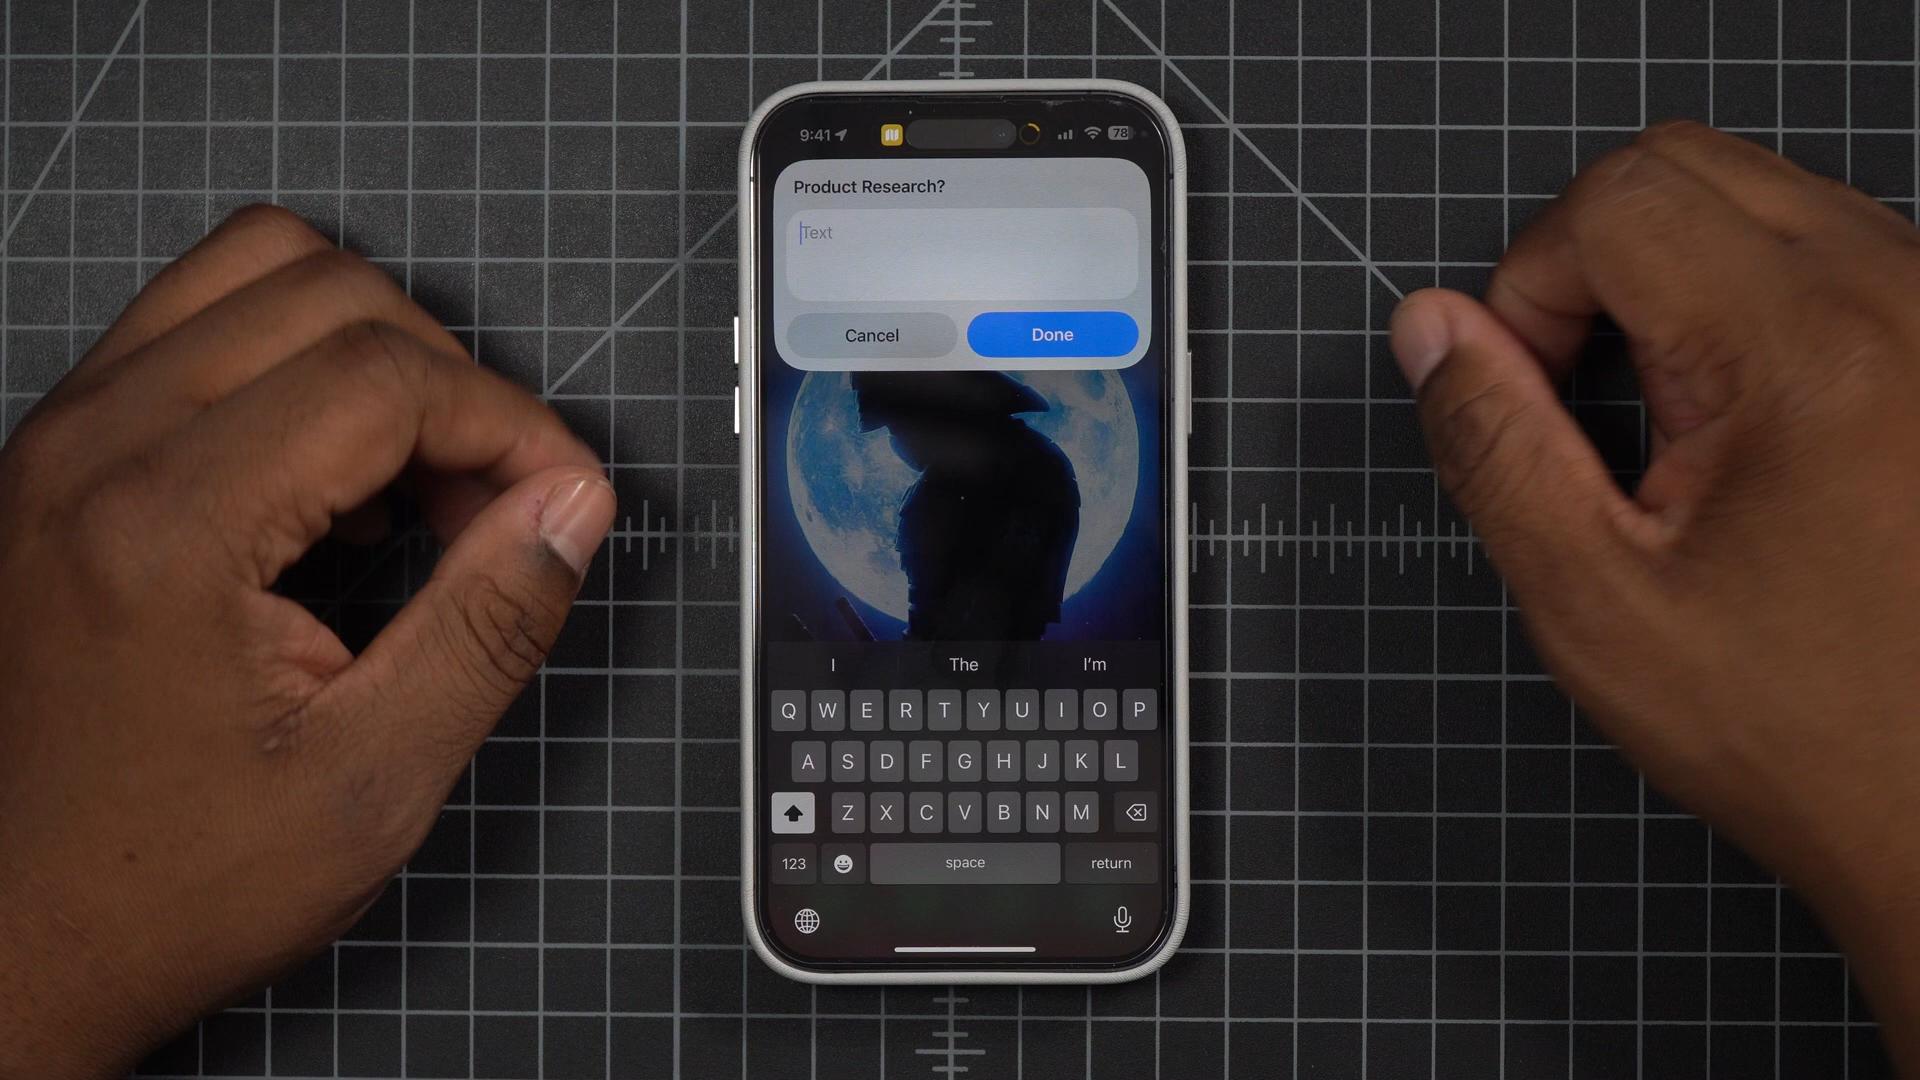 9:41
78
Product Research?
Text
Cancel Done
I The I'm
Q W E R T Y U I O P
A S D F G H J K L
Z X C V B N M
123 space return